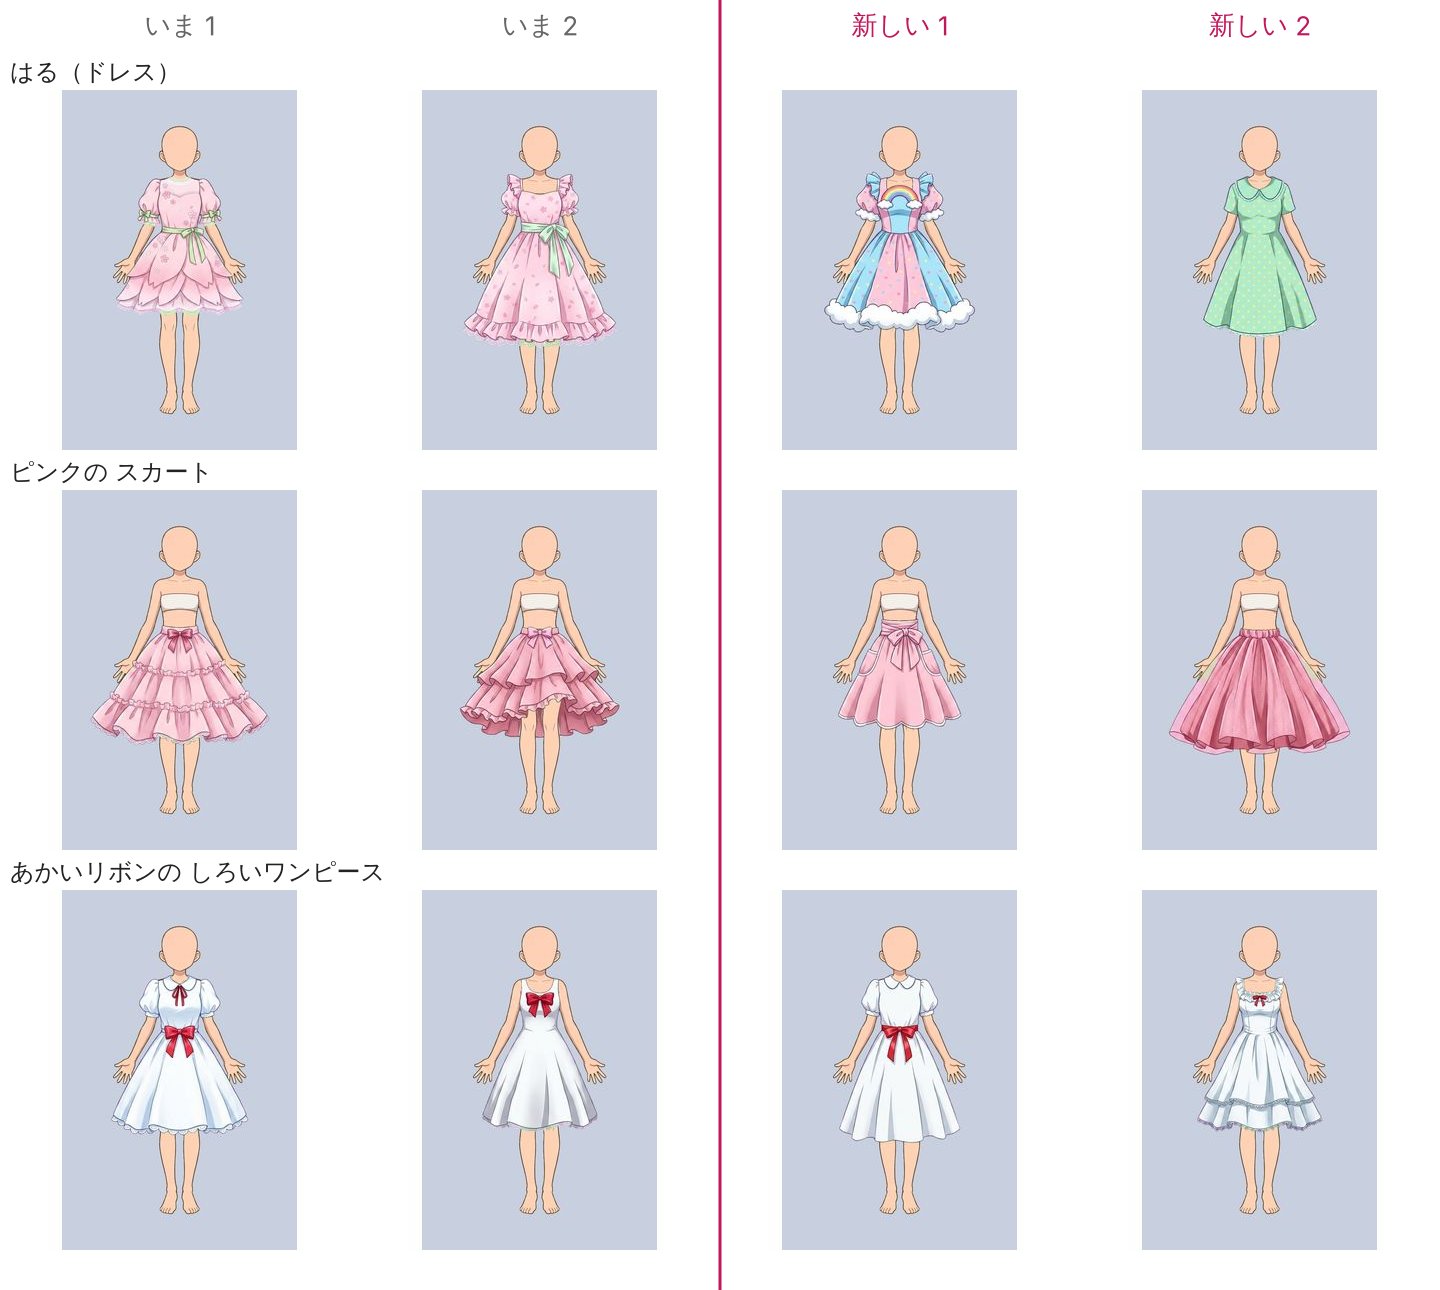 いま 1
いま 2
新しい 1
新しい 2
はる（ドレス）
ピンクの スカート
あかいリボンの しろいワンピース